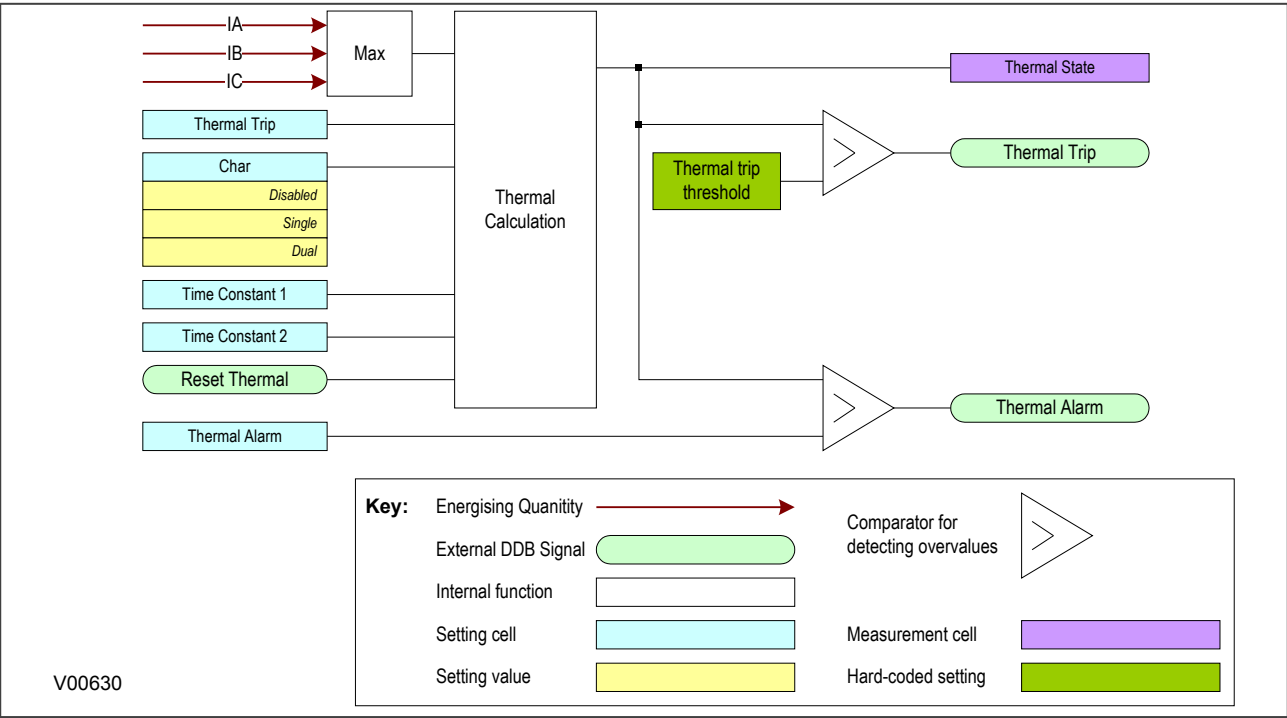 IA
IB
IC
Max
Thermal Trip
Char
Disabled
Single
Dual
Time Constant 1
Time Constant 2
Reset Thermal
Thermal Alarm
Thermal
Calculation
Thermal trip
threshold
Thermal State
Thermal Trip
Thermal Alarm
Key:
Energising Quanitity
External DDB Signal
Internal function
Setting cell
Setting value
Comparator for
detecting overvalues
Measurement cell
Hard-coded setting
V00630